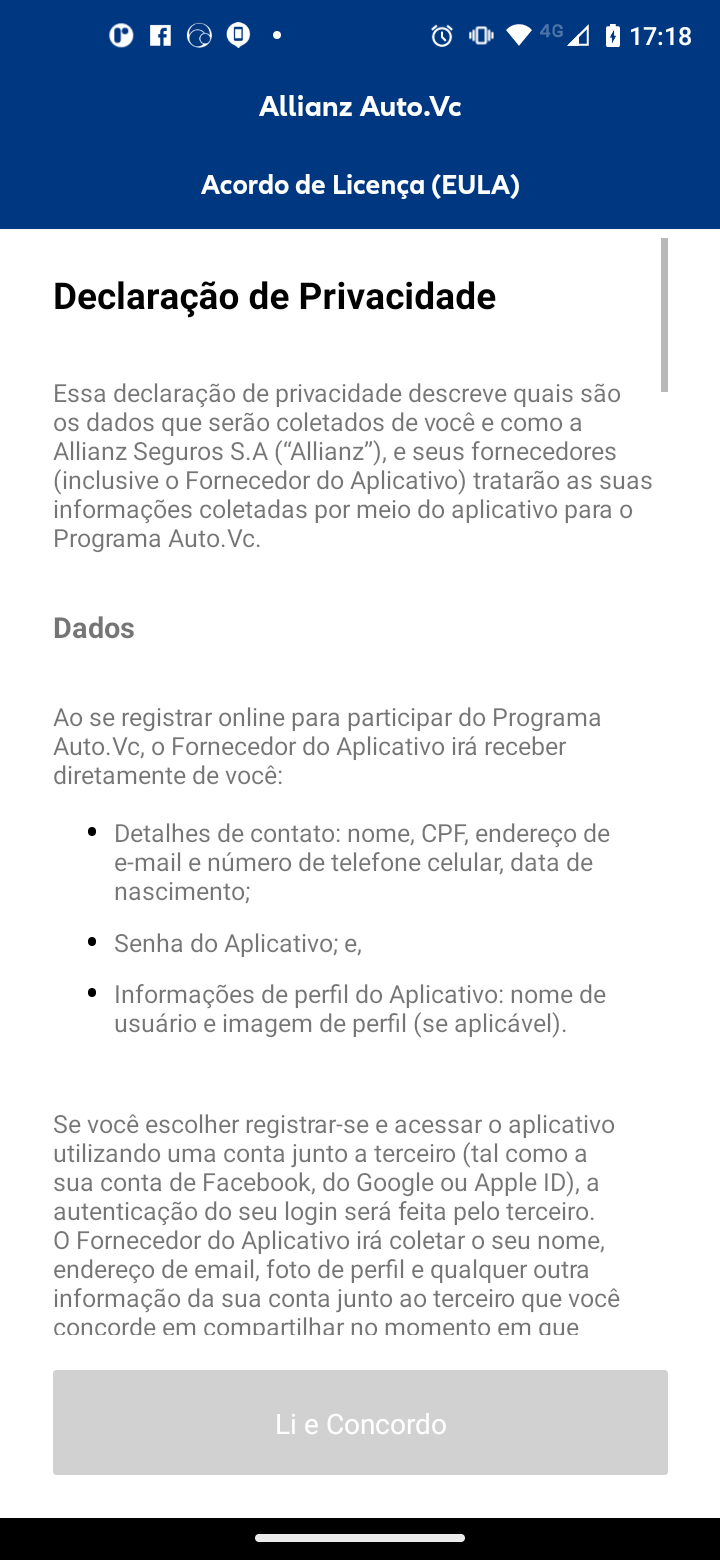 4G 17:18
Allianz Auto.Vc
Acordo de Licença (EULA)
Declaração de Privacidade
Essa declaração de privacidade descreve quais são
os dados que serão coletados de você e como a
Allianz Seguros S.A (“Allianz”), e seus fornecedores
(inclusive o Fornecedor do Aplicativo) tratarão as suas
informações coletadas por meio do aplicativo para o
Programa Auto.Vc.
Dados
Ao se registrar online para participar do Programa
Auto.Vc, o Fornecedor do Aplicativo irá receber
diretamente de você:
• Detalhes de contato: nome, CPF, endereço de
e-mail e número de telefone celular, data de
nascimento;
• Senha do Aplicativo; e,
• Informações de perfil do Aplicativo: nome de
usuário e imagem de perfil (se aplicável).
Se você escolher registrar-se e acessar o aplicativo
utilizando uma conta junto a terceiro (tal como a
sua conta de Facebook, do Google ou Apple ID), a
autenticação do seu login será feita pelo terceiro.
O Fornecedor do Aplicativo irá coletar o seu nome,
endereço de email, foto de perfil e qualquer outra
informação da sua conta junto ao terceiro que você
concorde em compartilhar no momento em que
Li e Concordo